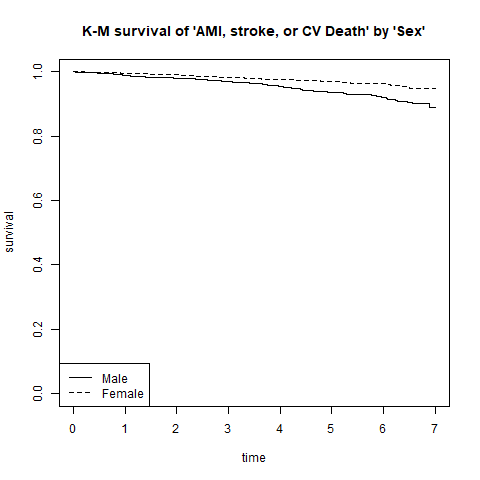 K-M survival of 'AMI, stroke, or CV Death' by 'Sex'
survival
1.0
0.8
0.6
0.4
0.2
0.0
Male
Female
0 1 2 3 4 5 6 7
time